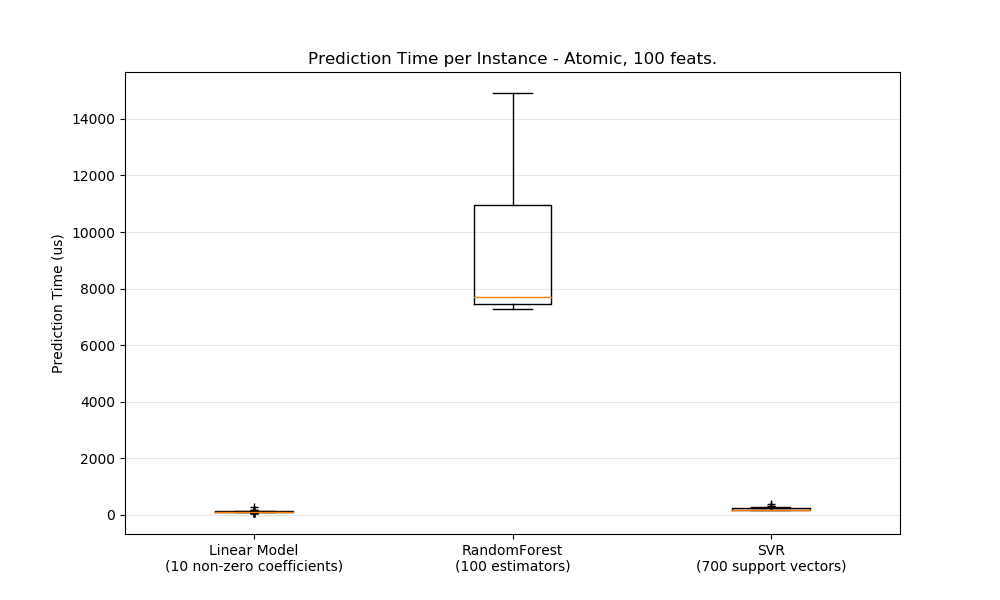 Prediction Time per Instance - Atomic, 100 feats.
Prediction Time (us)
14000
12000
10000
8000
6000
4000
2000
0
Linear Model
(10 non-zero coefficients)
RandomForest
(100 estimators)
SVR
(700 support vectors)